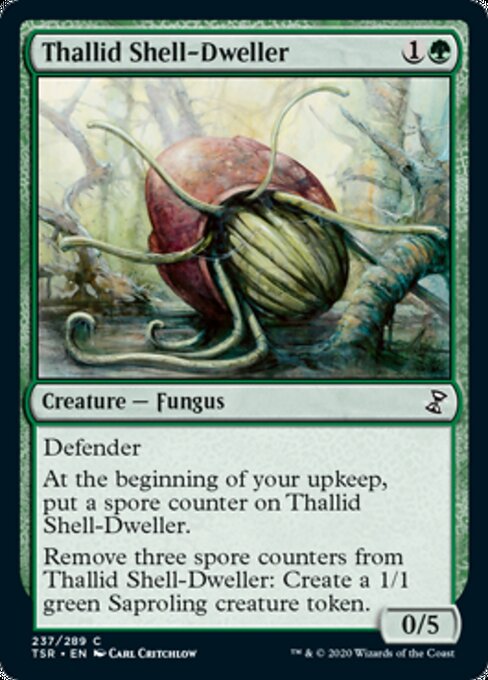 Thallid Shell-Dweller 1
Creature — Fungus
Defender
At the beginning of your upkeep,
put a spore counter on Thallid
Shell-Dweller.
Remove three spore counters from
Thallid Shell-Dweller: Create a 1/1
green Saproling creature token.
0/5
237/289 C
TSR • EN Carl Critchlow
™ & © 2020 Wizards of the Coast